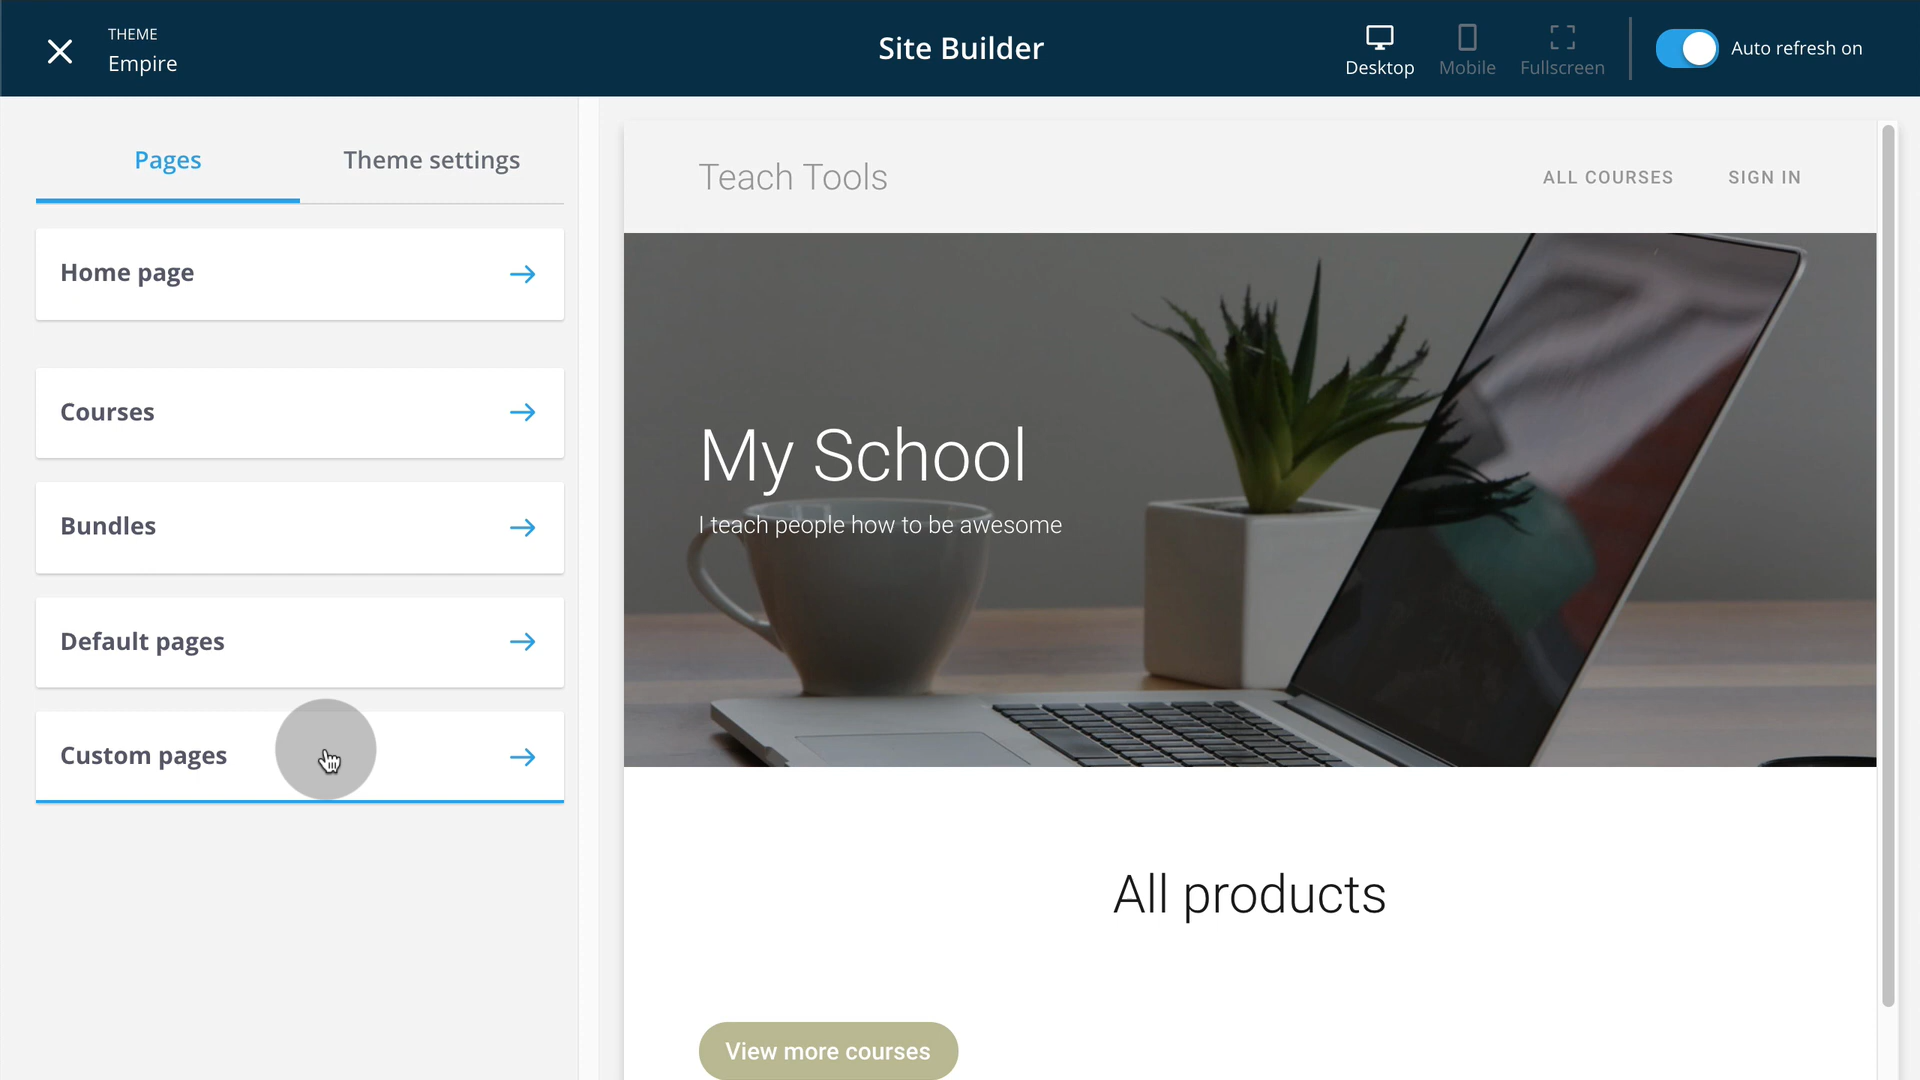 THEME
Empire
Site Builder
Desktop
Mobile
Fullscreen
Auto refresh on
Pages
Theme settings
Home page
Courses
Bundles
Default pages
Custom pages
Teach Tools
ALL COURSES
SIGN IN
My School
I teach people how to be awesome
All products
View more courses